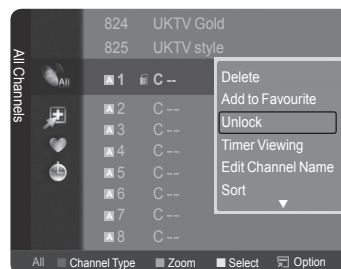 All Channels
824 UKTV Gold
825 UKTV style
All
A 1 C --
A 2 C --
A 3 C --
A 4 C --
A 5 C --
A 6 C --
A 7 C --
A 8 C --
Delete
Add to Favourite
Unlock
Timer Viewing
Edit Channel Name
Sort
All Channel Type Zoom Select Option